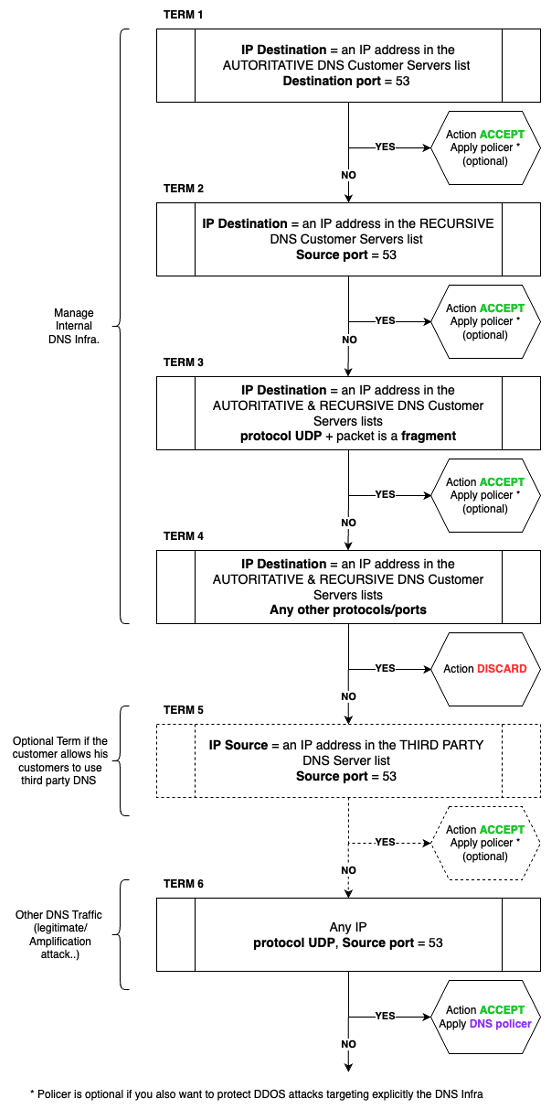 TERM 1
IP Destination = an IP address in the
AUTORITATIVE DNS Customer Servers list
Destination port = 53
YES
Action ACCEPT
Apply policer *
(optional)
NO
TERM 2
IP Destination = an IP address in the RECURSIVE
DNS Customer Servers list
Source port = 53
Manage
Internal
DNS Infra.
YES
Action ACCEPT
Apply policer *
(optional)
NO
TERM 3
IP Destination = an IP address in the
AUTORITATIVE & RECURSIVE DNS Customer
Servers lists
protocol UDP + packet is a fragment
YES
Action ACCEPT
Apply policer *
(optional)
NO
TERM 4
IP Destination = an IP address in the
AUTORITATIVE & RECURSIVE DNS Customer
Servers lists
Any other protocols/ports
YES
Action DISCARD
NO
TERM 5
Optional Term if the
customer allows his
customers to use
third party DNS
IP Source = an IP address in the THIRD PARTY
DNS Server list
Source port = 53
YES
Action ACCEPT
Apply policer *
(optional)
NO
TERM 6
Other DNS Traffic
(legitimate/
Amplification
attack..)
Any IP
protocol UDP, Source port = 53
YES
Action ACCEPT
Apply DNS policer
NO
* Policer is optional if you also want to protect DDOS attacks targeting explicitly the DNS Infra